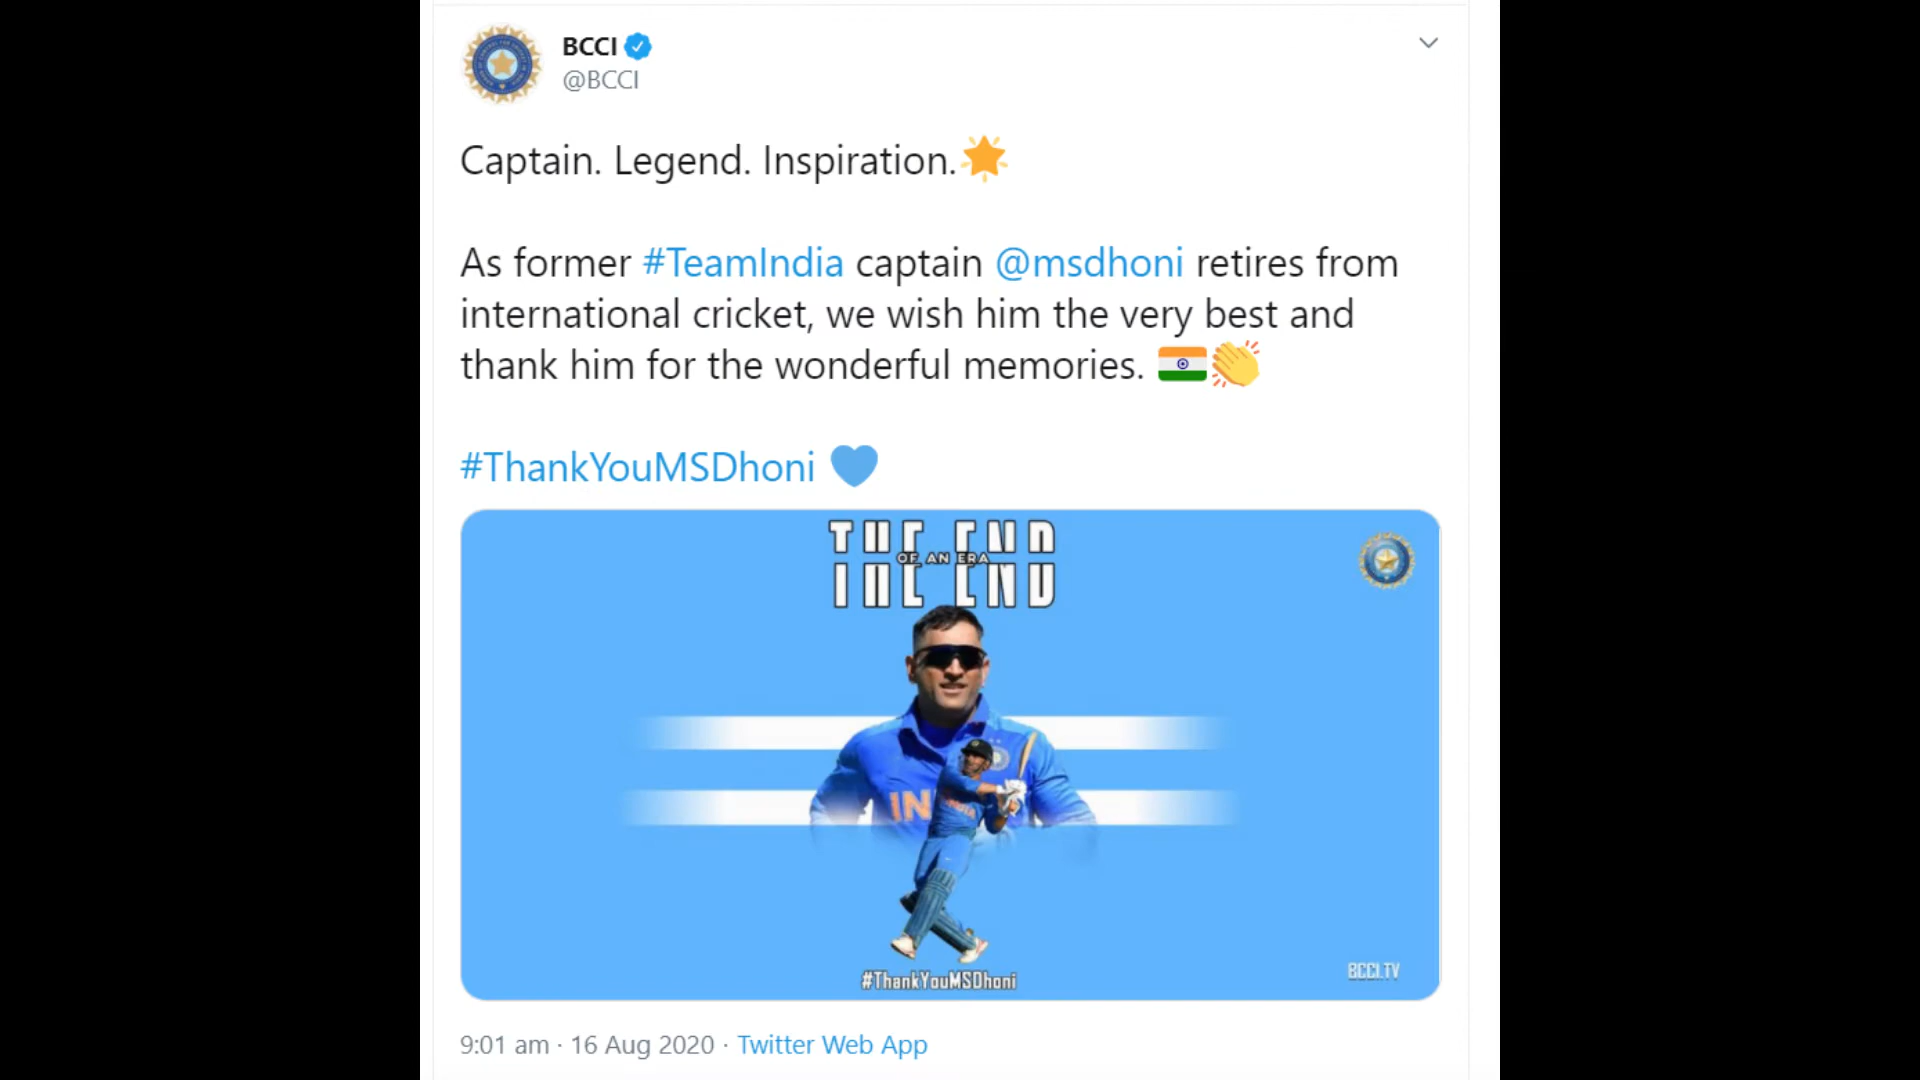 BCCI
@BCCI
Captain. Legend. Inspiration.🌟
As former #TeamIndia captain @msdhoni retires from
international cricket, we wish him the very best and
thank him for the wonderful memories. 🇮🇳👏
#ThankYouMSDhoni 💙
THE END
OF AN ERA
INDIA
#ThankYouMSDhoni
BCCI.TV
9:01 am · 16 Aug 2020 · Twitter Web App